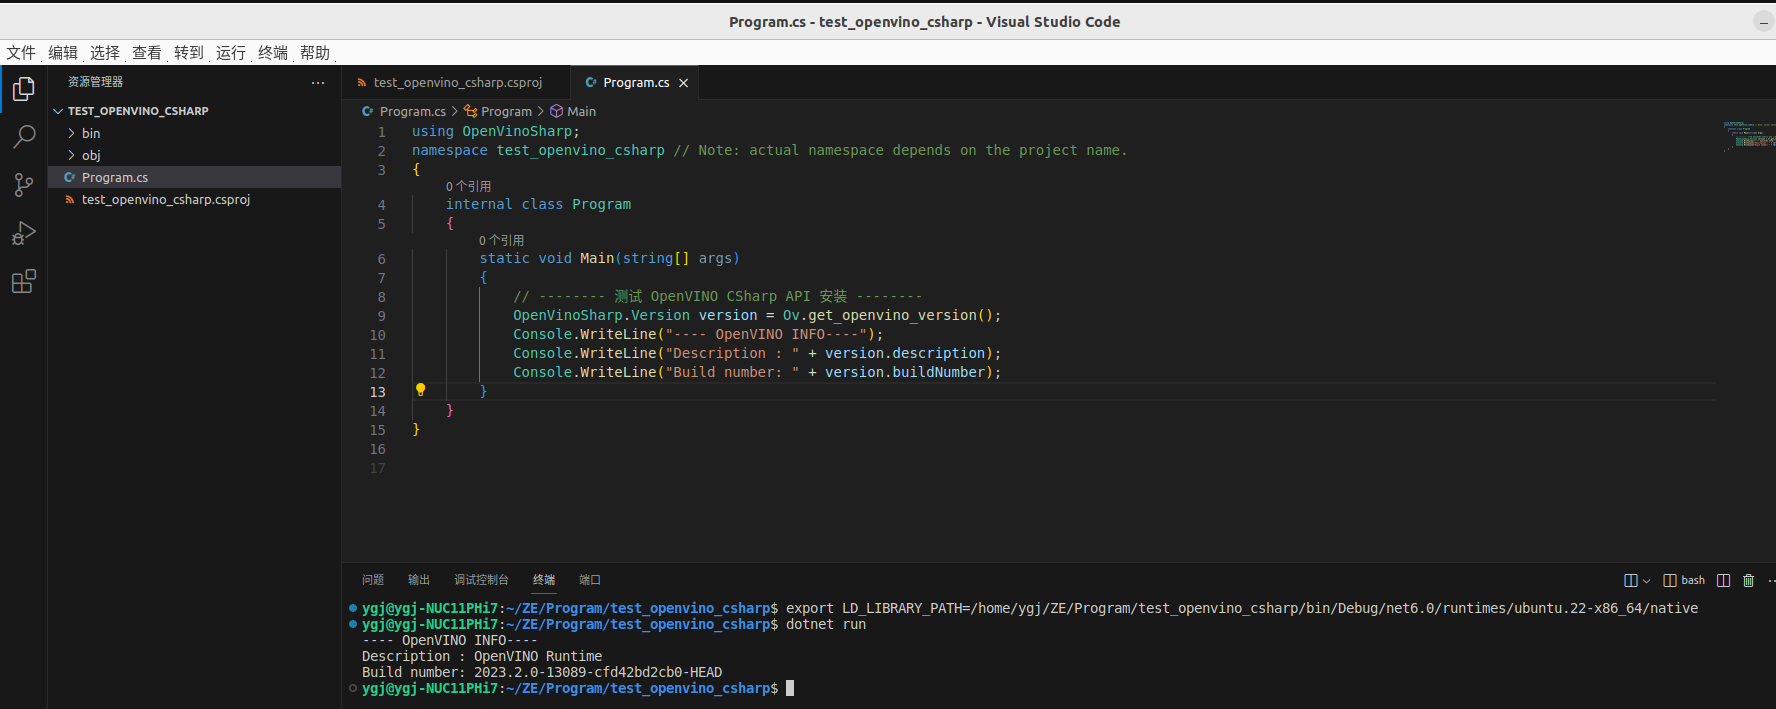 Program.cs - test_openvino_csharp - Visual Studio Code
文件 编辑 选择 查看 转到 运行 终端 帮助
资源管理器
TEST_OPENVINO_CSHARP
bin
obj
Program.cs
test_openvino_csharp.csproj
test_openvino_csharp.csproj Program.cs
Program.cs > Program > Main
1 using OpenVinoSharp;
2 namespace test_openvino_csharp // Note: actual namespace depends on the project name.
3 {
0 个引用
4 internal class Program
5 {
0 个引用
6 static void Main(string[] args)
7 {
8 // -------- 测试 OpenVINO CSharp API 安装 --------
9 OpenVinoSharp.Version version = Ov.get_openvino_version();
10 Console.WriteLine("---- OpenVINO INFO----");
11 Console.WriteLine("Description : " + version.description);
12 Console.WriteLine("Build number: " + version.buildNumber);
13 }
14 }
15 }
16
17
问题 输出 调试控制台 终端 端口 bash
ygj@ygj-NUC11PHi7:~/ZE/Program/test_openvino_csharp$ export LD_LIBRARY_PATH=/home/ygj/ZE/Program/test_openvino_csharp/bin/Debug/net6.0/runtimes/ubuntu.22-x86_64/native
ygj@ygj-NUC11PHi7:~/ZE/Program/test_openvino_csharp$ dotnet run
---- OpenVINO INFO----
Description : OpenVINO Runtime
Build number: 2023.2.0-13089-cfd42bd2cb0-HEAD
ygj@ygj-NUC11PHi7:~/ZE/Program/test_openvino_csharp$